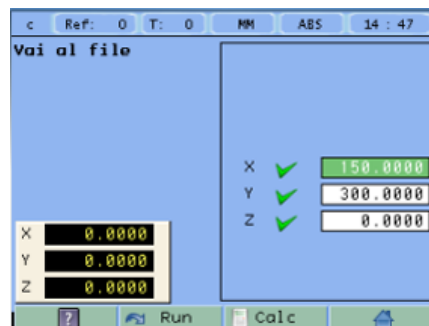 c Ref: 0 T: 0 MM ABS 14 : 47
Vai al file
X 150.0000
Y 300.0000
Z 0.0000
X 0.0000
Y 0.0000
Z 0.0000
? Run Calc